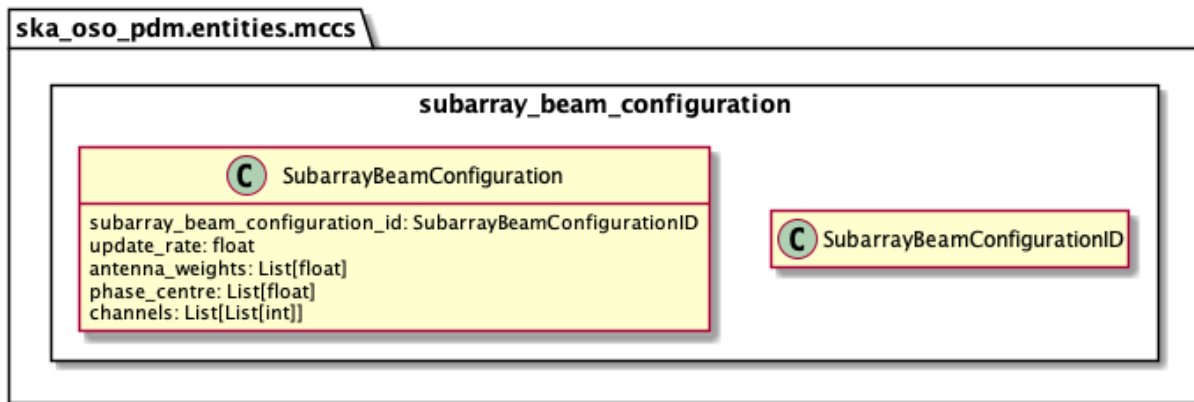 ska_oso_pdm.entities.mccs
subarray_beam_configuration
C SubarrayBeamConfiguration
subarray_beam_configuration_id: SubarrayBeamConfigurationID
update_rate: float
antenna_weights: List[float]
phase_centre: List[float]
channels: List[List[int]]
C SubarrayBeamConfigurationID